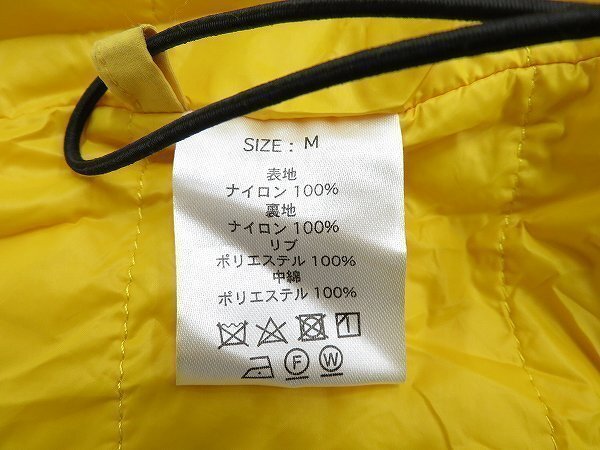 SIZE : M
表地
ナイロン 100%
裏地
ナイロン 100%
リブ
ポリエステル 100%
中綿
ポリエステル 100%
F W